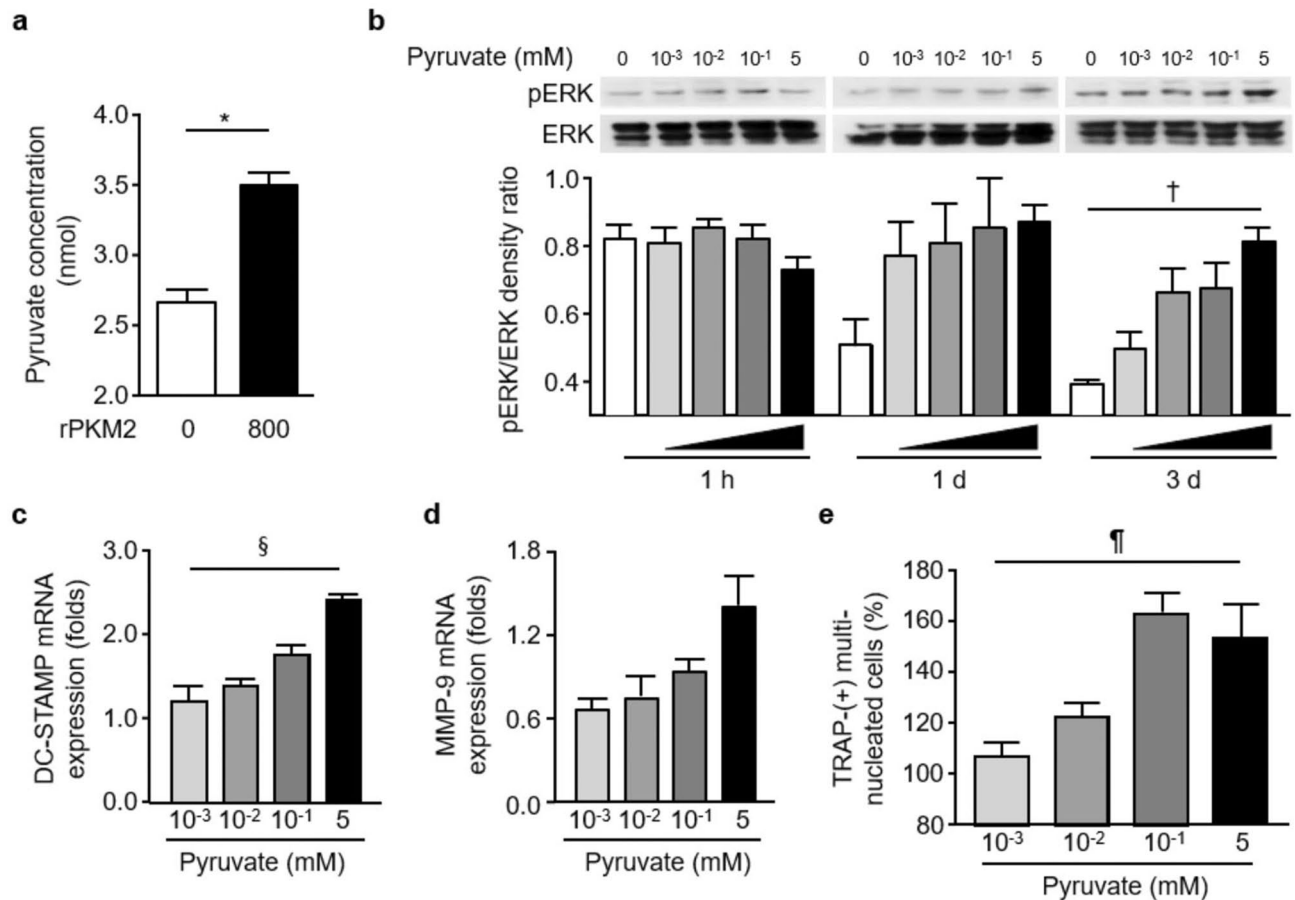 a
Pyruvate concentration
(nmol)
4.0
3.5
3.0
2.5
2.0
*
rPKM2 0 800
b
Pyruvate (mM) 0 10-3 10-2 10-1 5 0 10-3 10-2 10-1 5 0 10-3 10-2 10-1 5
pERK
ERK
pERK/ERK density ratio
1.0
0.8
0.6
0.4
†
1 h 1 d 3 d
c
DC-STAMP mRNA
expression (folds)
3.0
2.0
1.0
0.0
§
10-3 10-2 10-1 5
Pyruvate (mM)
d
MMP-9 mRNA
expression (folds)
1.8
1.2
0.6
0.0
10-3 10-2 10-1 5
Pyruvate (mM)
e
TRAP-(+) multi-
nucleated cells (%)
180
160
140
120
100
80
¶
10-3 10-2 10-1 5
Pyruvate (mM)